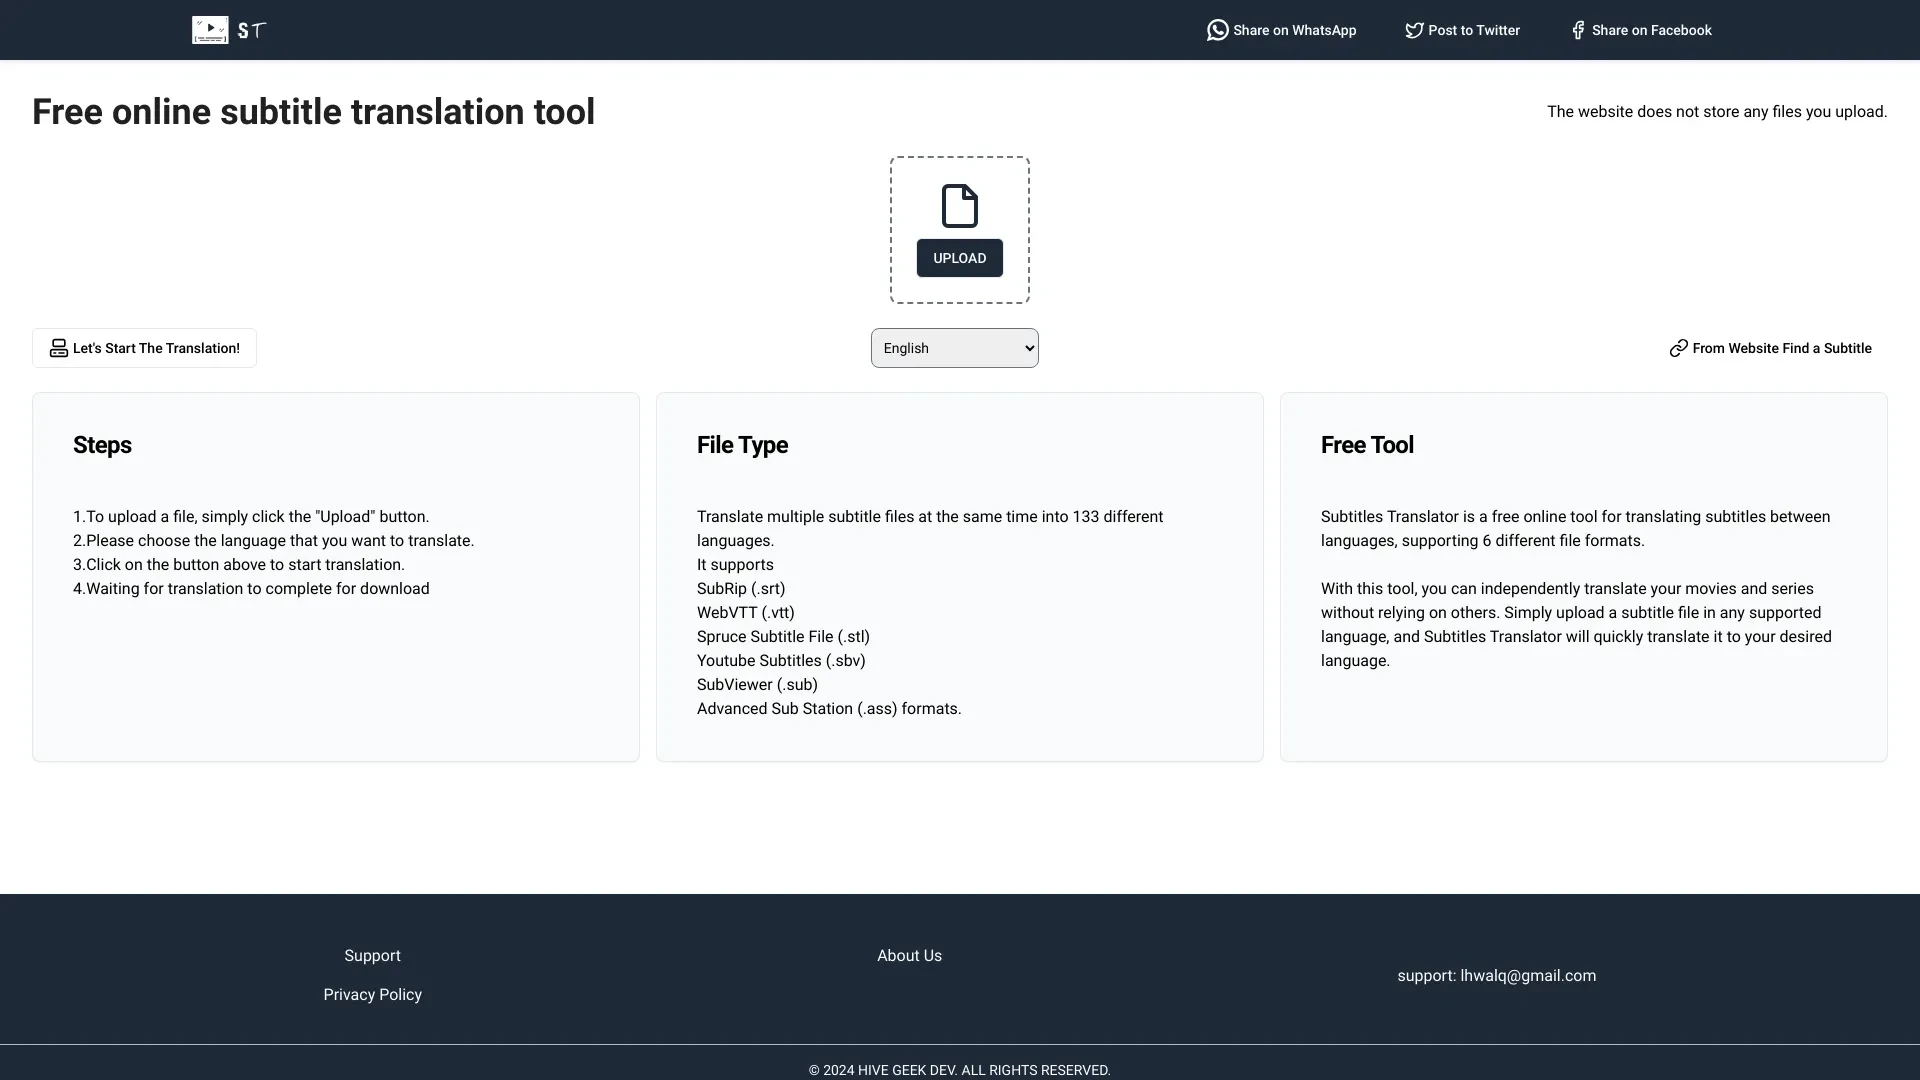 ST
Share on WhatsApp
Post to Twitter
Share on Facebook
Free online subtitle translation tool
The website does not store any files you upload.
UPLOAD
Let's Start The Translation!
English
From Website Find a Subtitle
Steps
1.To upload a file, simply click the "Upload" button.
2.Please choose the language that you want to translate.
3.Click on the button above to start translation.
4.Waiting for translation to complete for download
File Type
Translate multiple subtitle files at the same time into 133 different
languages.
It supports
SubRip (.srt)
WebVTT (.vtt)
Spruce Subtitle File (.stl)
Youtube Subtitles (.sbv)
SubViewer (.sub)
Advanced Sub Station (.ass) formats.
Free Tool
Subtitles Translator is a free online tool for translating subtitles between
languages, supporting 6 different file formats.
With this tool, you can independently translate your movies and series
without relying on others. Simply upload a subtitle file in any supported
language, and Subtitles Translator will quickly translate it to your desired
language.
Support
Privacy Policy
About Us
support: lhwalq@gmail.com
© 2024 HIVE GEEK DEV. ALL RIGHTS RESERVED.